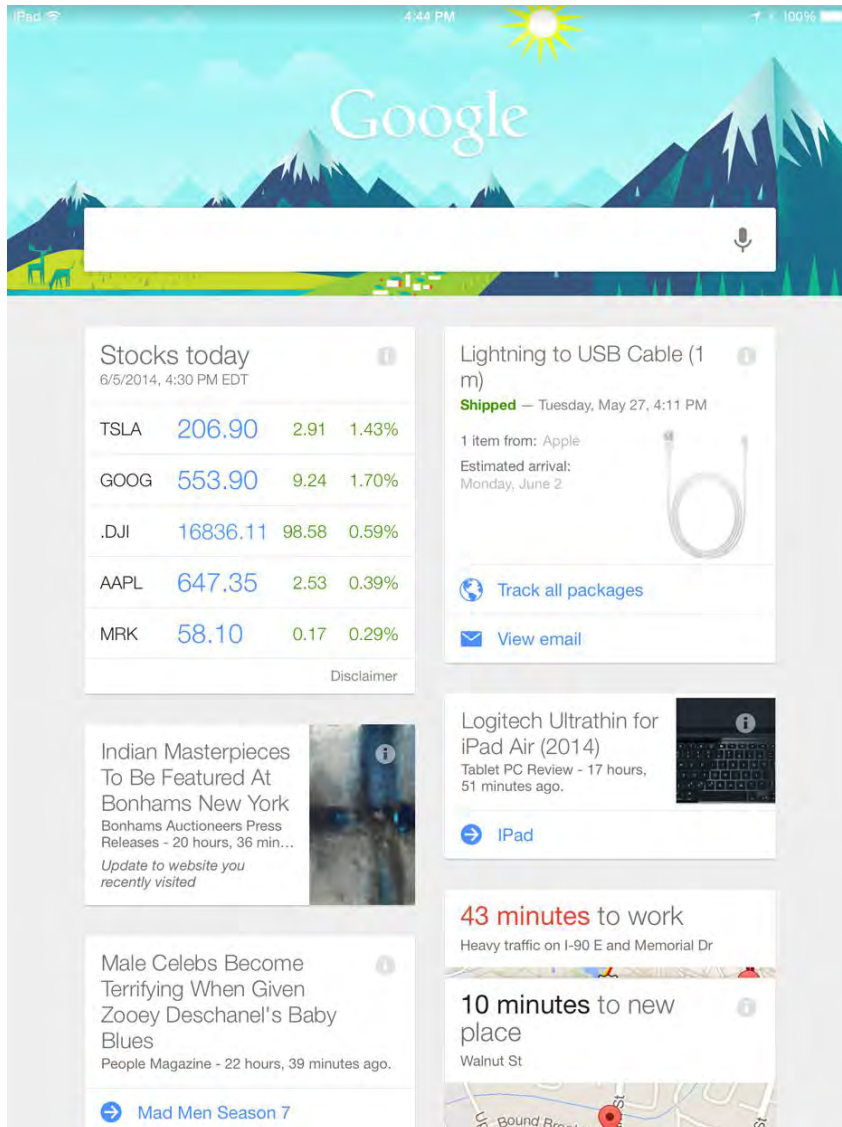 iPad
4:44 PM
100%
Google
Stocks today
6/5/2014, 4:30 PM EDT
TSLA 206.90 2.91 1.43%
GOOG 553.90 9.24 1.70%
.DJI 16836.11 98.58 0.59%
AAPL 647.35 2.53 0.39%
MRK 58.10 0.17 0.29%
Disclaimer
Indian Masterpieces
To Be Featured At
Bonhams New York
Bonhams Auctioneers Press
Releases - 20 hours, 36 min...
Update to website you
recently visited
Male Celebs Become
Terrifying When Given
Zooey Deschanel's Baby
Blues
People Magazine - 22 hours, 39 minutes ago.
Mad Men Season 7
Lightning to USB Cable (1
m)
Shipped — Tuesday, May 27, 4:11 PM
1 item from: Apple
Estimated arrival:
Monday, June 2
Track all packages
View email
Logitech Ultrathin for
iPad Air (2014)
Tablet PC Review - 17 hours,
51 minutes ago.
IPad
43 minutes to work
Heavy traffic on I-90 E and Memorial Dr
10 minutes to new
place
Walnut St
Bound
St
St